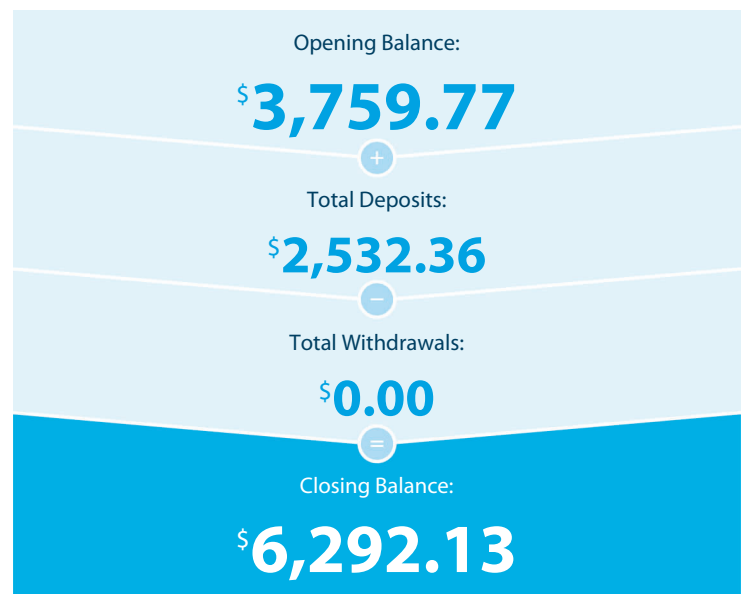 Opening Balance:
$3,759.77
+
Total Deposits:
$2,532.36
−
Total Withdrawals:
$0.00
=
Closing Balance:
$6,292.13